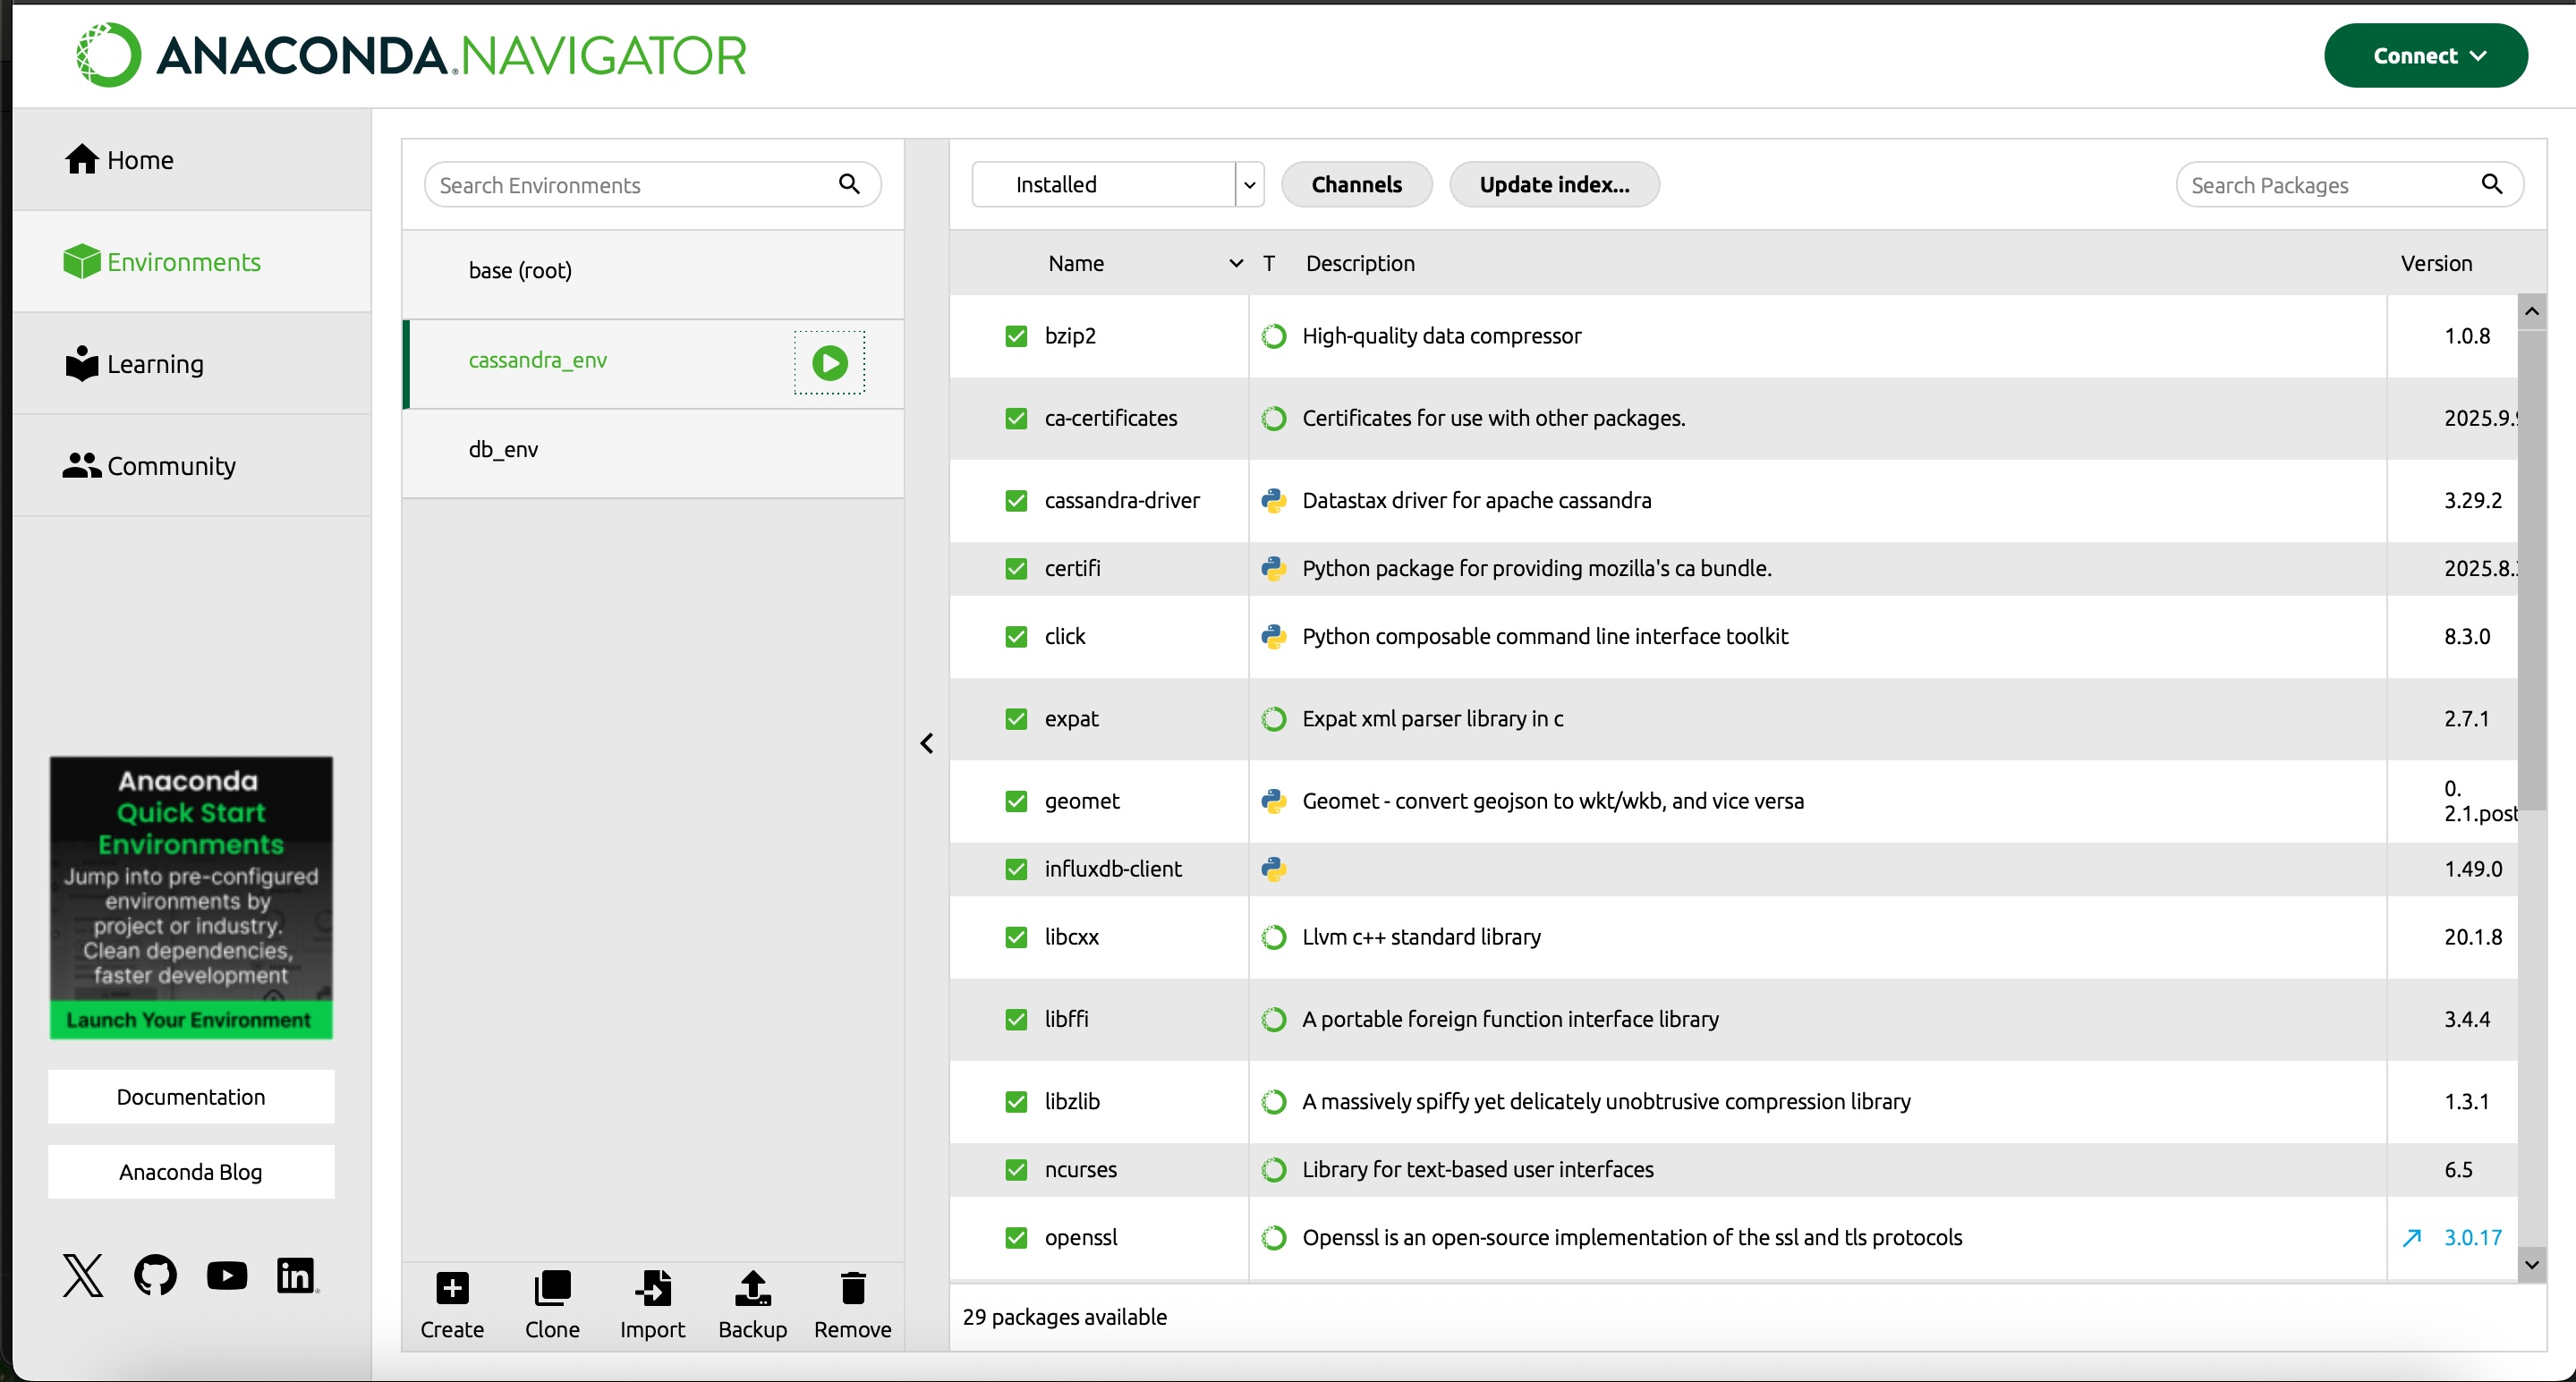 ANACONDA.NAVIGATOR
Connect
Home
Environments
Learning
Community
Anaconda
Quick Start
Environments
Jump into pre-configured
environments by
project or industry.
Clean dependencies,
faster development
Launch Your Environment
Documentation
Anaconda Blog
Search Environments
base (root)
cassandra_env
db_env
Create Clone Import Backup Remove
Installed Channels Update index... Search Packages
Name T Description Version
bzip2 High-quality data compressor 1.0.8
ca-certificates Certificates for use with other packages. 2025.9.
cassandra-driver Datastax driver for apache cassandra 3.29.2
certifi Python package for providing mozilla's ca bundle. 2025.8.
click Python composable command line interface toolkit 8.3.0
expat Expat xml parser library in c 2.7.1
geomet Geomet - convert geojson to wkt/wkb, and vice versa 0.
2.1.post
influxdb-client 1.49.0
libcxx Llvm c++ standard library 20.1.8
libffi A portable foreign function interface library 3.4.4
libzlib A massively spiffy yet delicately unobtrusive compression library 1.3.1
ncurses Library for text-based user interfaces 6.5
openssl Openssl is an open-source implementation of the ssl and tls protocols 3.0.17
29 packages available